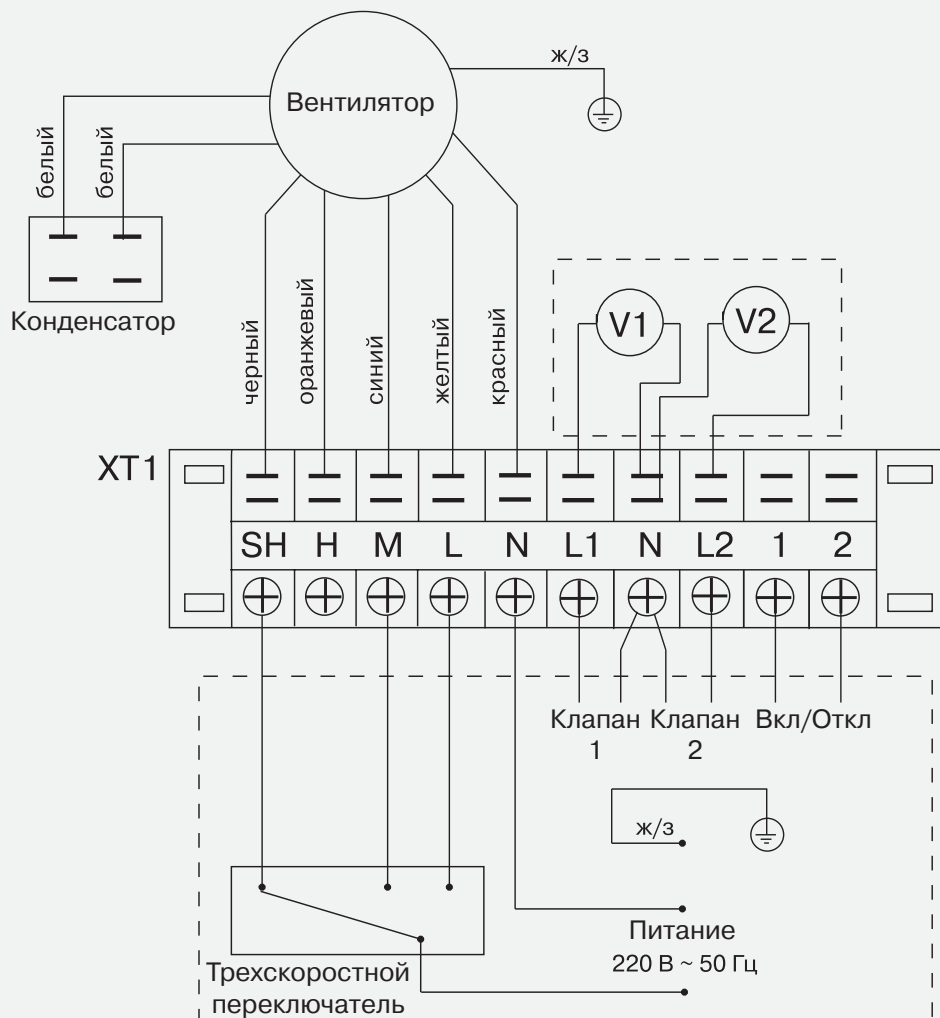 ж/з
Вентилятор
белый
белый
Конденсатор
черный
оранжевый
синий
желтый
красный
V1
V2
XT1
SH H M L N L1 N L2 1 2
Клапан 1
Клапан 2
Вкл/Откл
ж/з
Питание
220 В ~ 50 Гц
Трехскоростной
переключатель